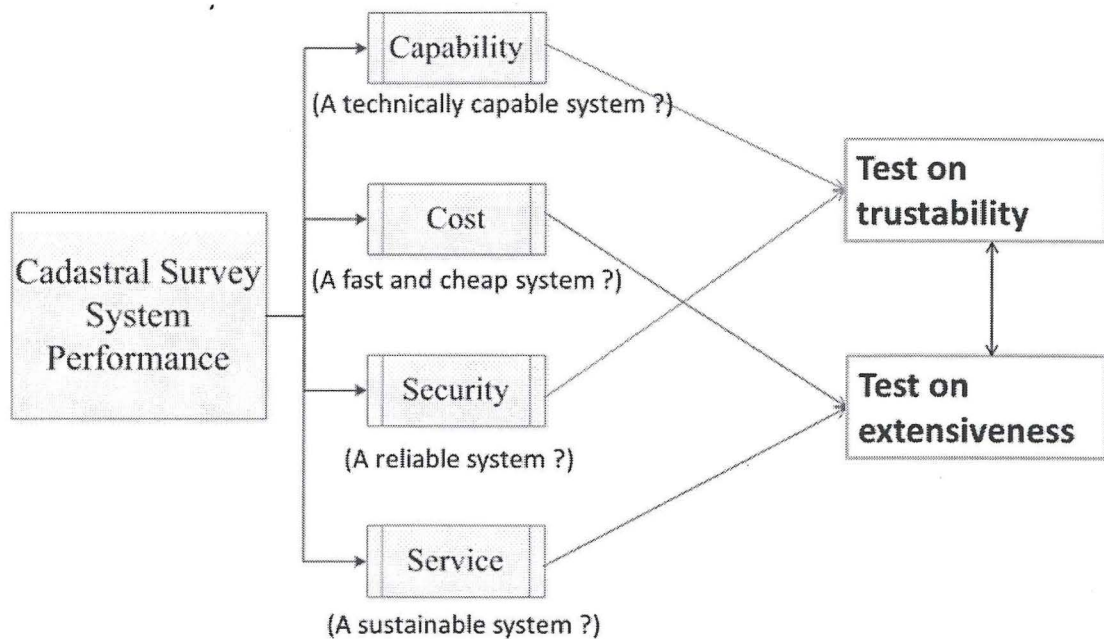 Capability
(A technically capable system ?)
Cost
(A fast and cheap system ?)
Cadastral Survey
System
Performance
Security
(A reliable system ?)
Service
(A sustainable system ?)
Test on
trustability
Test on
extensiveness